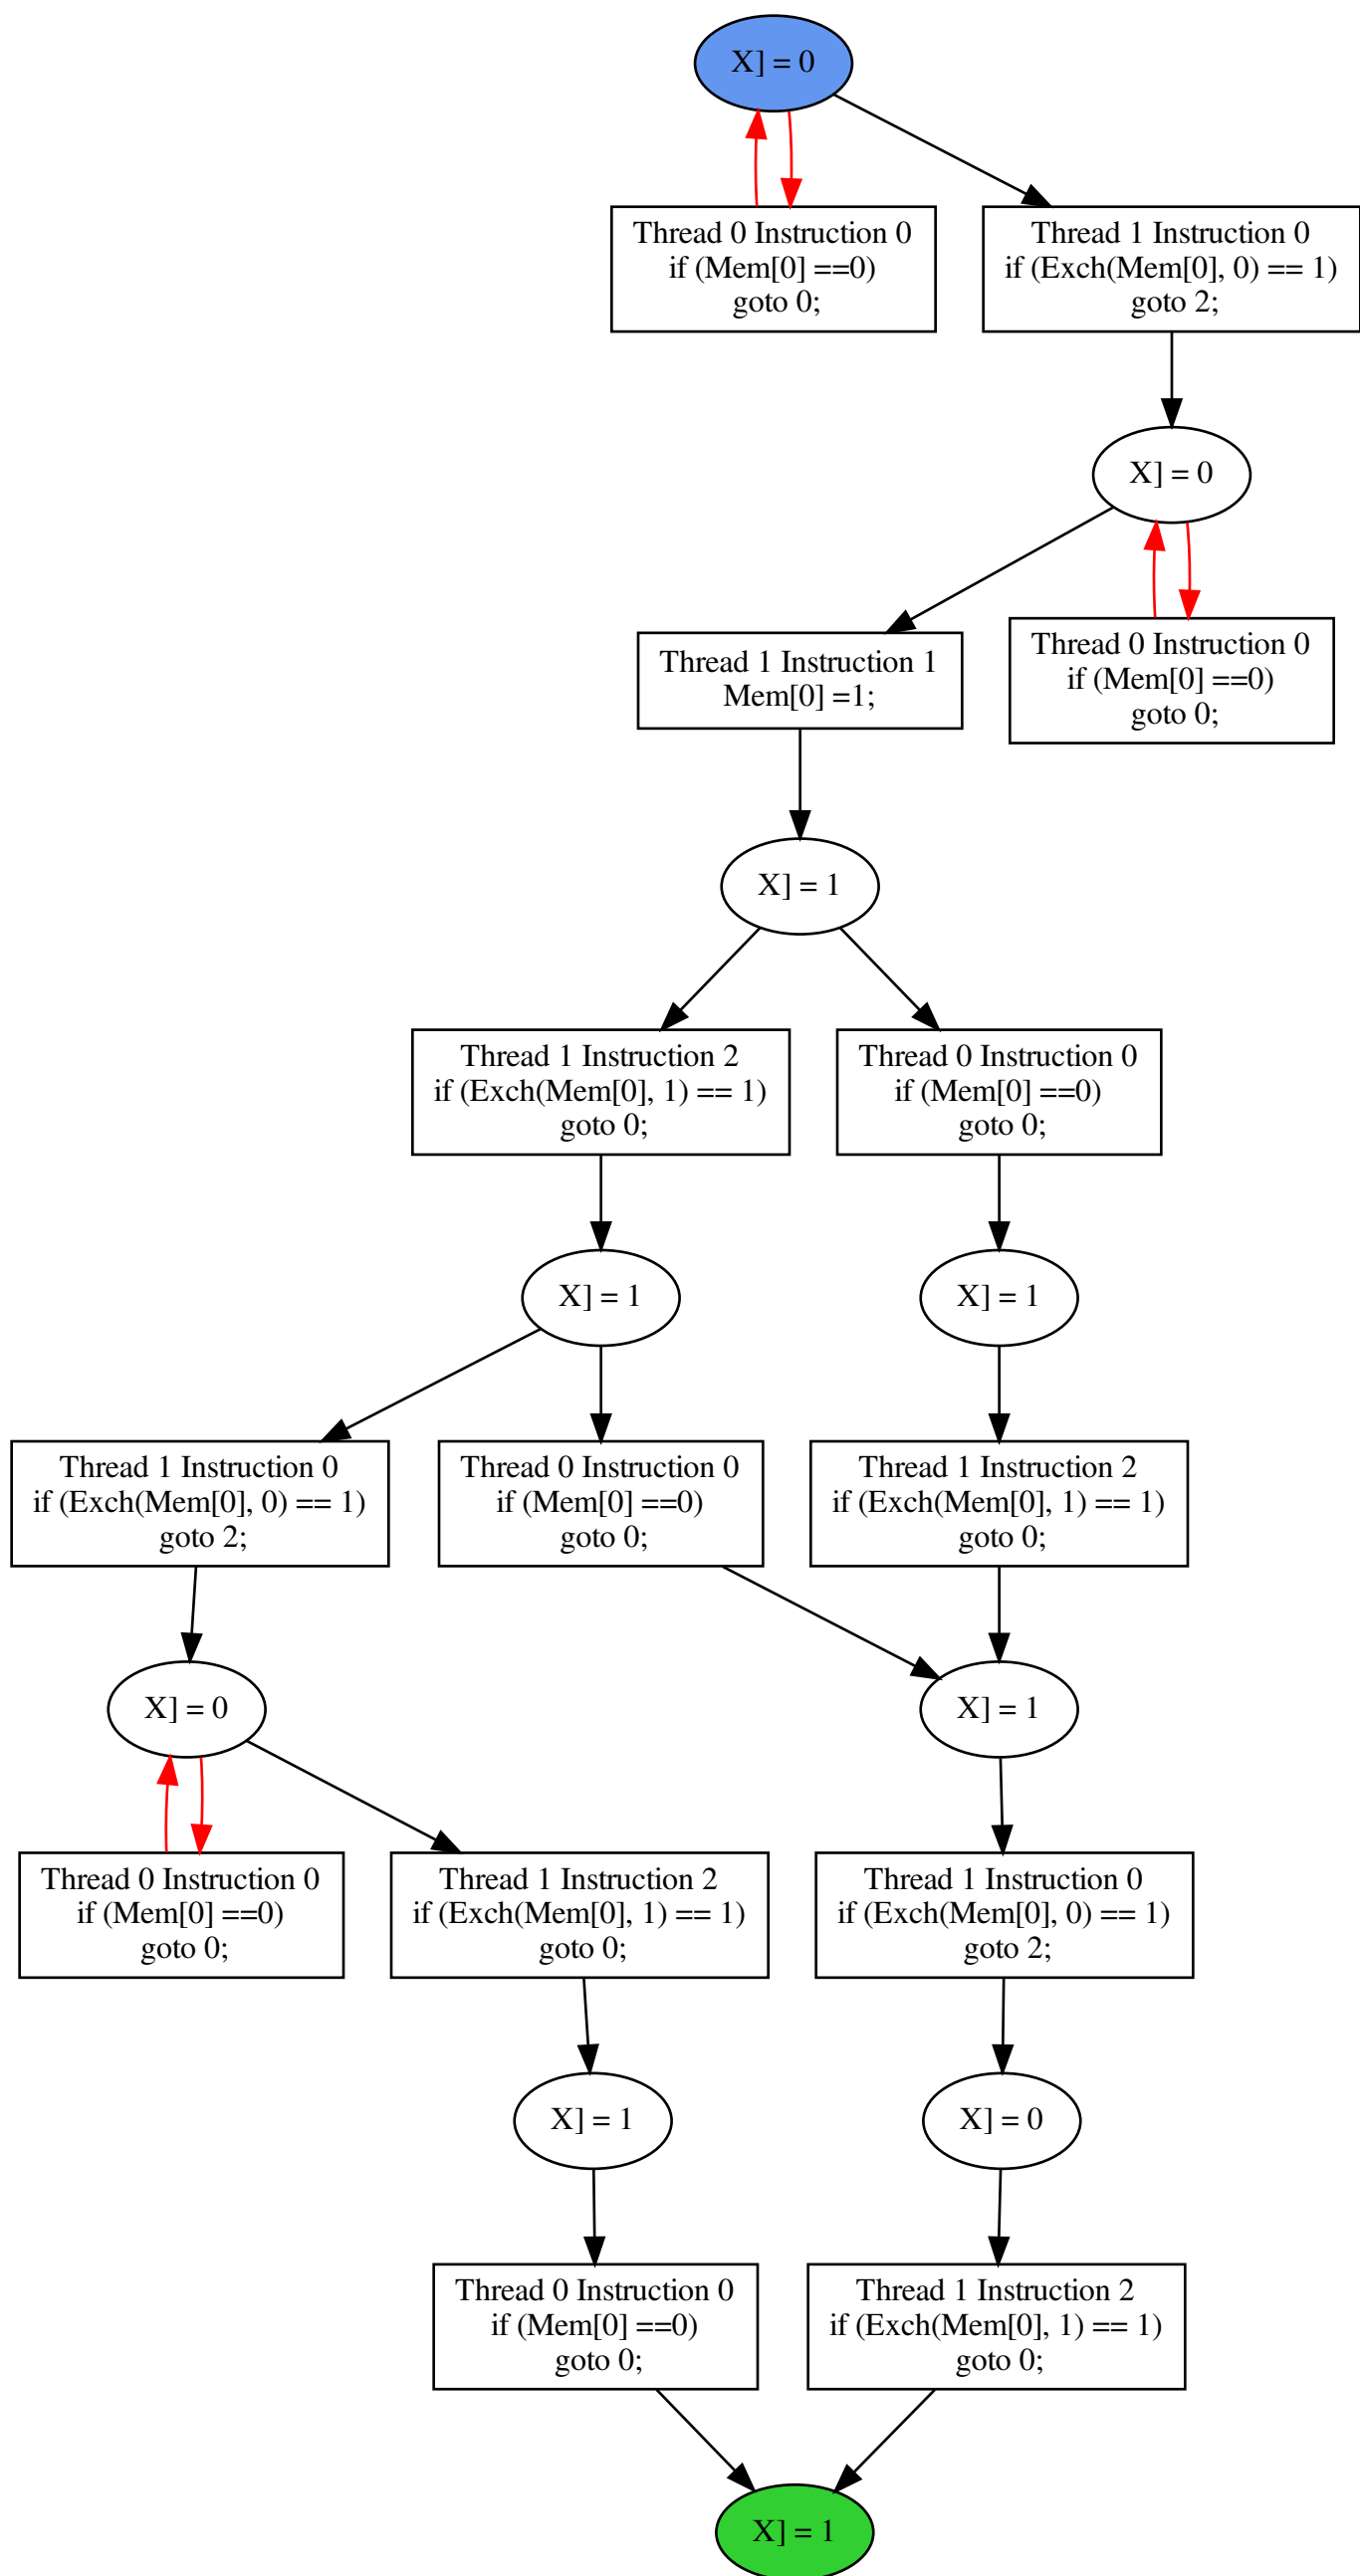 X] = 0
Thread 0 Instruction 0
if (Mem[0] ==0)
goto 0;
Thread 1 Instruction 0
if (Exch(Mem[0], 0) == 1)
goto 2;
X] = 0
Thread 1 Instruction 1
Mem[0] =1;
Thread 0 Instruction 0
if (Mem[0] ==0)
goto 0;
X] = 1
Thread 1 Instruction 2
if (Exch(Mem[0], 1) == 1)
goto 0;
Thread 0 Instruction 0
if (Mem[0] ==0)
goto 0;
X] = 1
X] = 1
Thread 1 Instruction 0
if (Exch(Mem[0], 0) == 1)
goto 2;
Thread 0 Instruction 0
if (Mem[0] ==0)
goto 0;
Thread 1 Instruction 2
if (Exch(Mem[0], 1) == 1)
goto 0;
X] = 0
X] = 1
Thread 0 Instruction 0
if (Mem[0] ==0)
goto 0;
Thread 1 Instruction 2
if (Exch(Mem[0], 1) == 1)
goto 0;
Thread 1 Instruction 0
if (Exch(Mem[0], 0) == 1)
goto 2;
X] = 1
X] = 0
Thread 0 Instruction 0
if (Mem[0] ==0)
goto 0;
Thread 1 Instruction 2
if (Exch(Mem[0], 1) == 1)
goto 0;
X] = 1